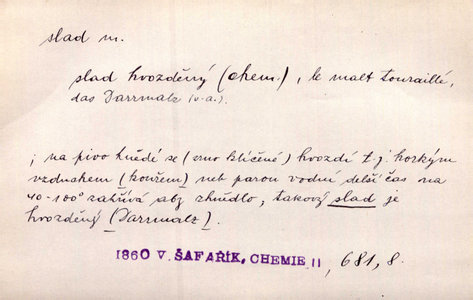 slad m.
slad hvozděný (chem.), le malt touraillé,
das Darrmalz (v-a.).
; na pivo hnědé se (zrno klíčené) hvozdí t. j. horkým
vzduchem (kouřem) neb parou vodní delší čas na
40-100° zahřívá aby zhnědlo; takový slad je
hvozděný (Darrmalz).
1860 V. ŠAFAŘÍK, CHEMIE II, 681, 8.